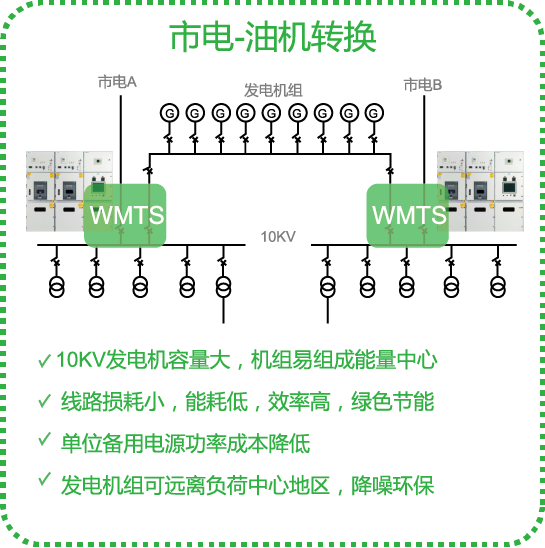 市电-油机转换
市电A
发电机组
市电B
G G G G G G G G G
WMTS
WMTS
10KV
10KV发电机容量大，机组易组成能量中心
线路损耗小，能耗低，效率高，绿色节能
单位备用电源功率成本降低
发电机组可远离负荷中心地区，降噪环保